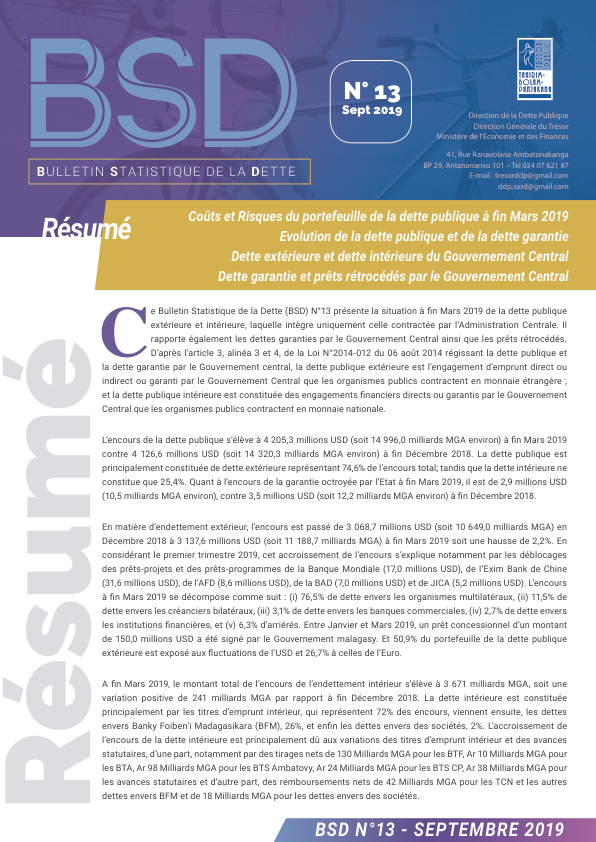 BSD
BULLETIN STATISTIQUE DE LA DETTE
N° 13
Sept 2019
TAHIRIM-
BOLAM-
PANJAKANA
Direction de la Dette Publique
Direction Générale du Trésor
Ministère de l'Economie et des Finances
41, Rue Ranavolana Ambatonakanga
BP 29, Antananarivo 101 – Tel 034 07 621 87
E-mail : tresorddp@gmail.com
ddp.sasd@gmail.com
Résumé
Coûts et Risques du portefeuille de la dette publique à fin Mars 2019
Evolution de la dette publique et de la dette garantie
Dette extérieure et dette intérieure du Gouvernement Central
Dette garantie et prêts rétrocédés par le Gouvernement Central
Résumé
Ce Bulletin Statistique de la Dette (BSD) N°13 présente la situation à fin Mars 2019 de la dette publique
extérieure et intérieure, laquelle intègre uniquement celle contractée par l'Administration Centrale. Il
rapporte également les dettes garanties par le Gouvernement Central ainsi que les prêts rétrocédés.
D'après l'article 3, alinéa 3 et 4, de la Loi N°2014-012 du 06 août 2014 régissant la dette publique et
la dette garantie par le Gouvernement central, la dette publique extérieure est l'engagement d'emprunt direct ou
indirect ou garanti par le Gouvernement Central que les organismes publics contractent en monnaie étrangère ;
et la dette publique intérieure est constituée des engagements financiers directs ou garantis par le Gouvernement
Central que les organismes publics contractent en monnaie nationale.
L'encours de la dette publique s'élève à 4 205,3 millions USD (soit 14 996,0 milliards MGA environ) à fin Mars 2019
contre 4 126,6 millions USD (soit 14 320,3 milliards MGA environ) à fin Décembre 2018. La dette publique est
principalement constituée de dette extérieure représentant 74,6% de l'encours total; tandis que la dette intérieure ne
constitue que 25,4%. Quant à l'encours de la garantie octroyée par l'Etat à fin Mars 2019, il est de 2,9 millions USD
(10,5 milliards MGA environ), contre 3,5 millions USD (soit 12,2 milliards MGA environ) à fin Décembre 2018.
En matière d'endettement extérieur, l'encours est passé de 3 068,7 millions USD (soit 10 649,0 milliards MGA) en
Décembre 2018 à 3 137,6 millions USD (soit 11 188,7 milliards MGA) à fin Mars 2019 soit une hausse de 2,2%. En
considérant le premier trimestre 2019, cet accroissement de l'encours s'explique notamment par les déblocages
des prêts-projets et des prêts-programmes de la Banque Mondiale (17,0 millions USD), de l'Exim Bank de Chine
(31,6 millions USD), de l'AFD (8,6 millions USD), de la BAD (7,0 millions USD) et de JICA (5,2 millions USD). L'encours
à fin Mars 2019 se décompose comme suit : (i) 76,5% de dette envers les organismes multilatéraux, (ii) 11,5% de
dette envers les créanciers bilatéraux, (iii) 3,1% de dette envers les banques commerciales, (iv) 2,7% de dette envers
les institutions financières, et (v) 6,3% d'arriérés. Entre Janvier et Mars 2019, un prêt concessionnel d'un montant
de 150,0 millions USD a été signé par le Gouvernement malagasy. Et 50,9% du portefeuille de la dette publique
extérieure est exposé aux fluctuations de l'USD et 26,7% à celles de l'Euro.
A fin Mars 2019, le montant total de l'encours de l'endettement intérieur s'élève à 3 671 milliards MGA, soit une
variation positive de 241 milliards MGA par rapport à fin Décembre 2018. La dette intérieure est constituée
principalement par les titres d'emprunt intérieur, qui représentent 72% des encours, viennent ensuite, les dettes
envers Banky Foiben'i Madagasikara (BFM), 26%, et enfin les dettes envers des sociétés, 2%. L'accroissement de
l'encours de la dette intérieure est principalement dû aux variations des titres d'emprunt intérieur et des avances
statutaires, d'une part, notamment par des tirages nets de 130 Milliards MGA pour les BTF, Ar 10 Milliards MGA pour
les BTA, Ar 98 Milliards MGA pour les BTS Ambatovy, Ar 24 Milliards MGA pour les BTS CP, Ar 38 Milliards MGA pour
les avances statutaires et d'autre part, des remboursements nets de 42 Milliards MGA pour les TCN et les autres
dettes envers BFM et de 18 Milliards MGA pour les dettes envers des sociétés.
BSD N°13 - SEPTEMBRE 2019